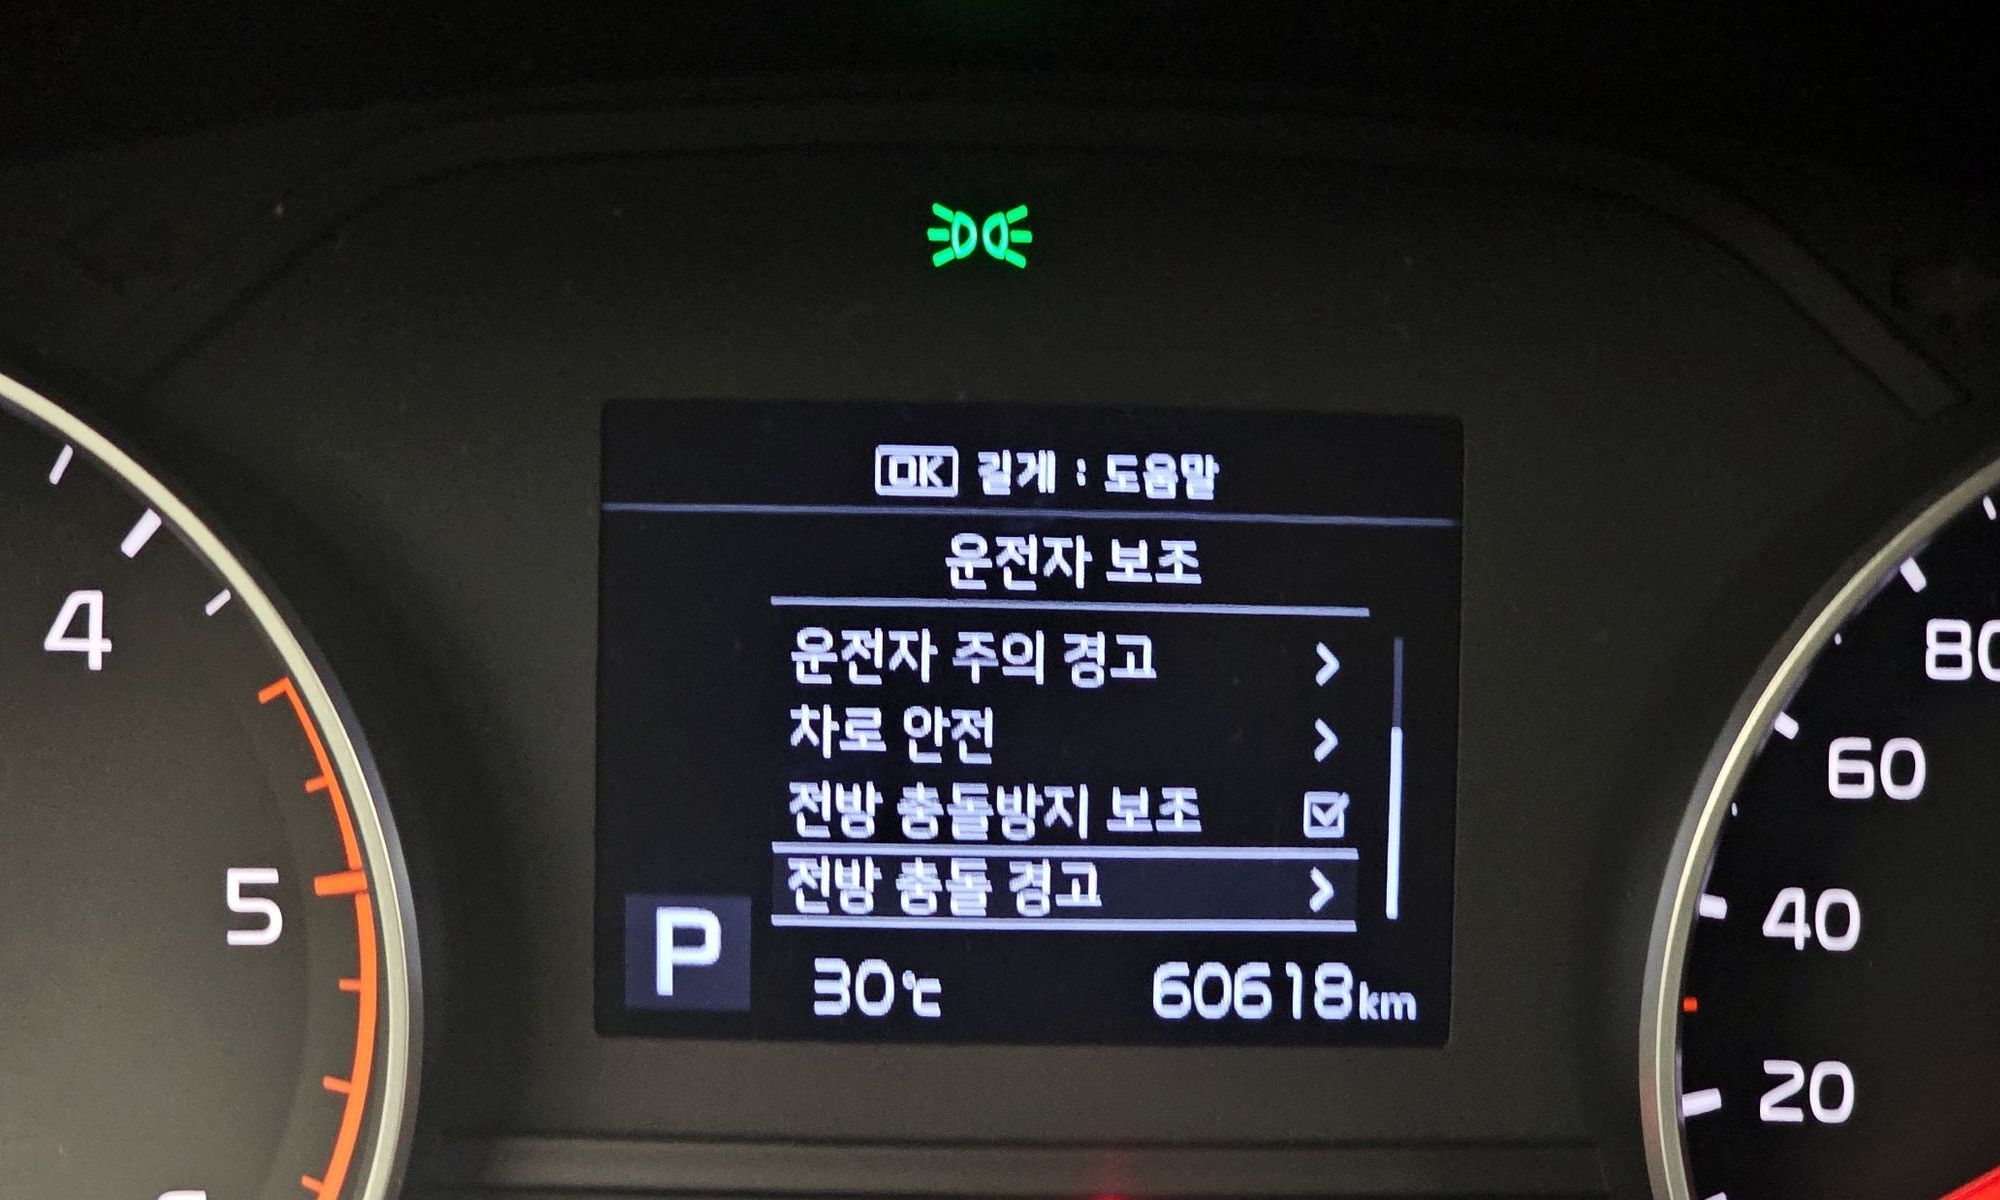 OK 길게 : 도움말
운전자 보조
운전자 주의 경고
차로 안전
전방 충돌방지 보조
전방 충돌 경고
P
30℃ 60618km
4
5
80
60
40
20